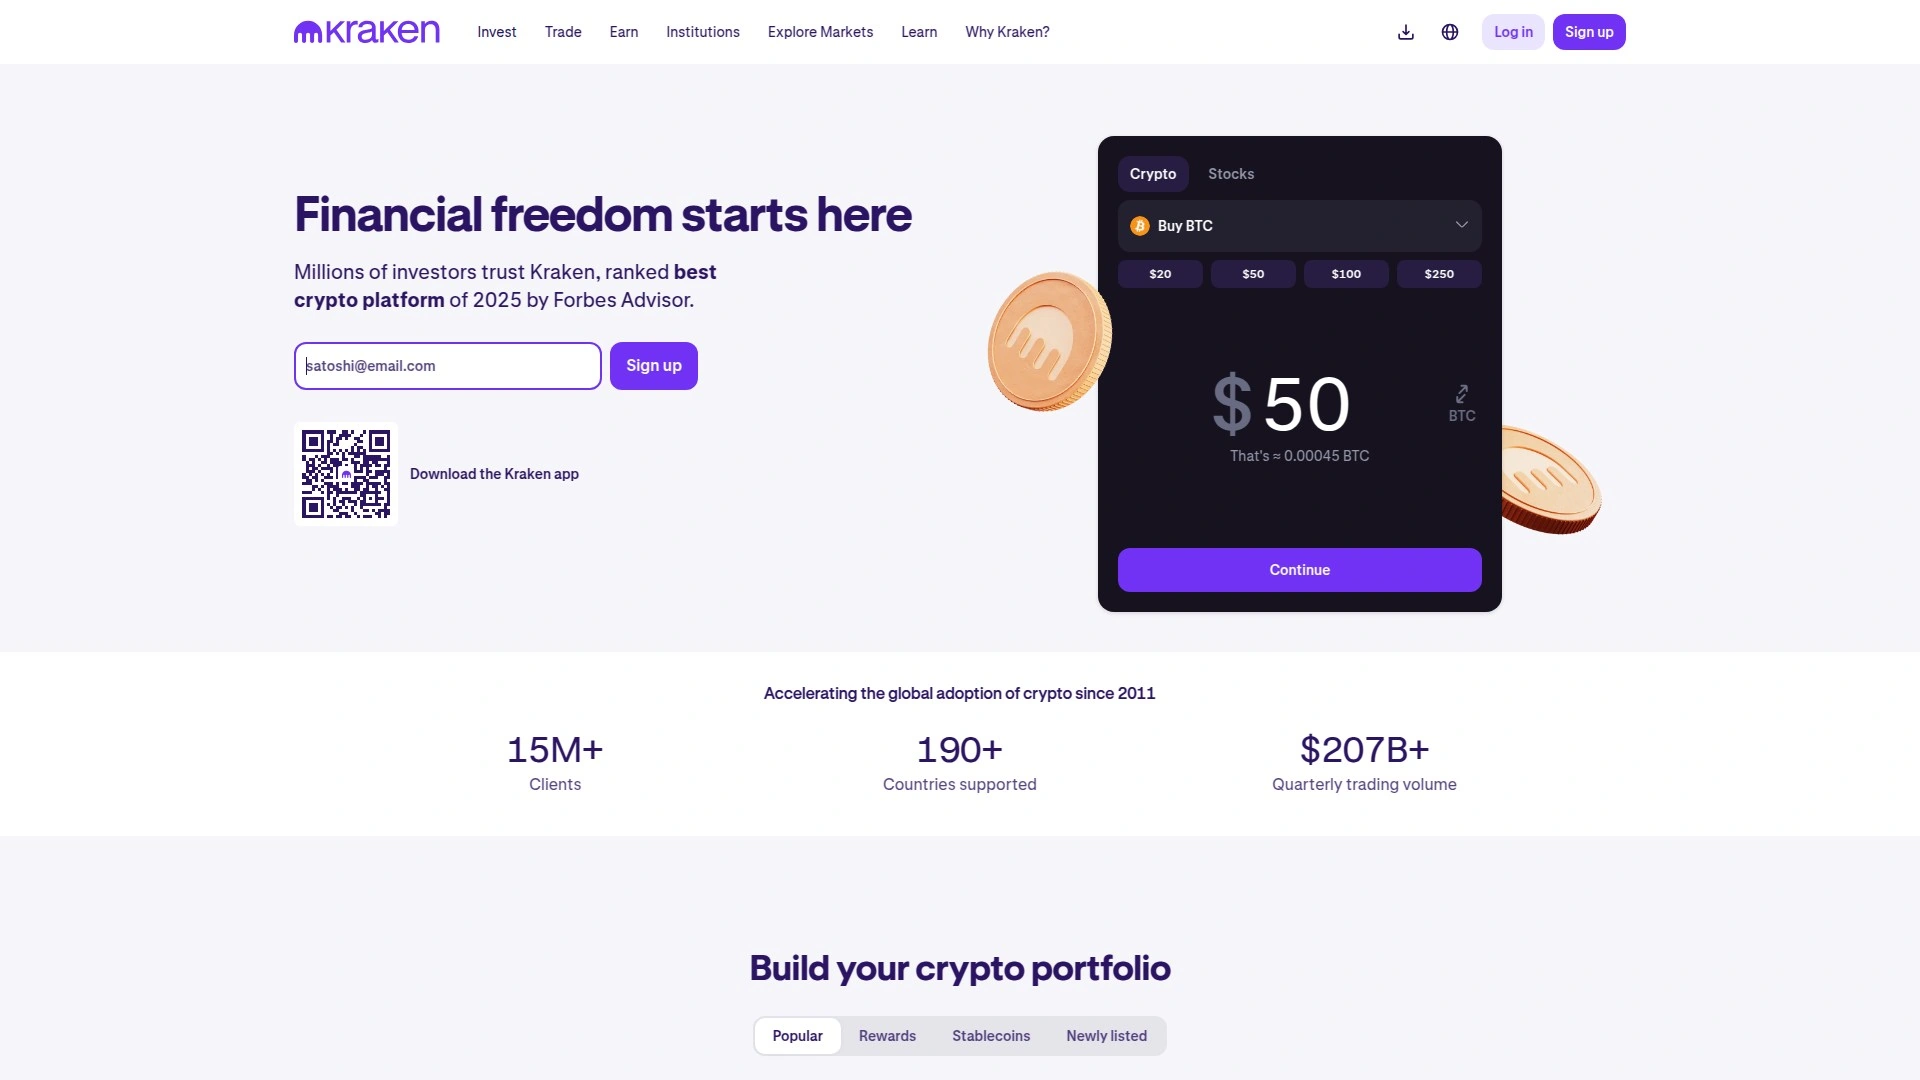 kraken
Invest
Trade
Earn
Institutions
Explore Markets
Learn
Why Kraken?
Log in
Sign up
Financial freedom starts here
Millions of investors trust Kraken, ranked best
crypto platform of 2025 by Forbes Advisor.
satoshi@email.com
Sign up
Download the Kraken app
Crypto
Stocks
Buy BTC
$20
$50
$100
$250
$50
BTC
That's ≈ 0.00045 BTC
Continue
Accelerating the global adoption of crypto since 2011
15M+
Clients
190+
Countries supported
$207B+
Quarterly trading volume
Build your crypto portfolio
Popular
Rewards
Stablecoins
Newly listed